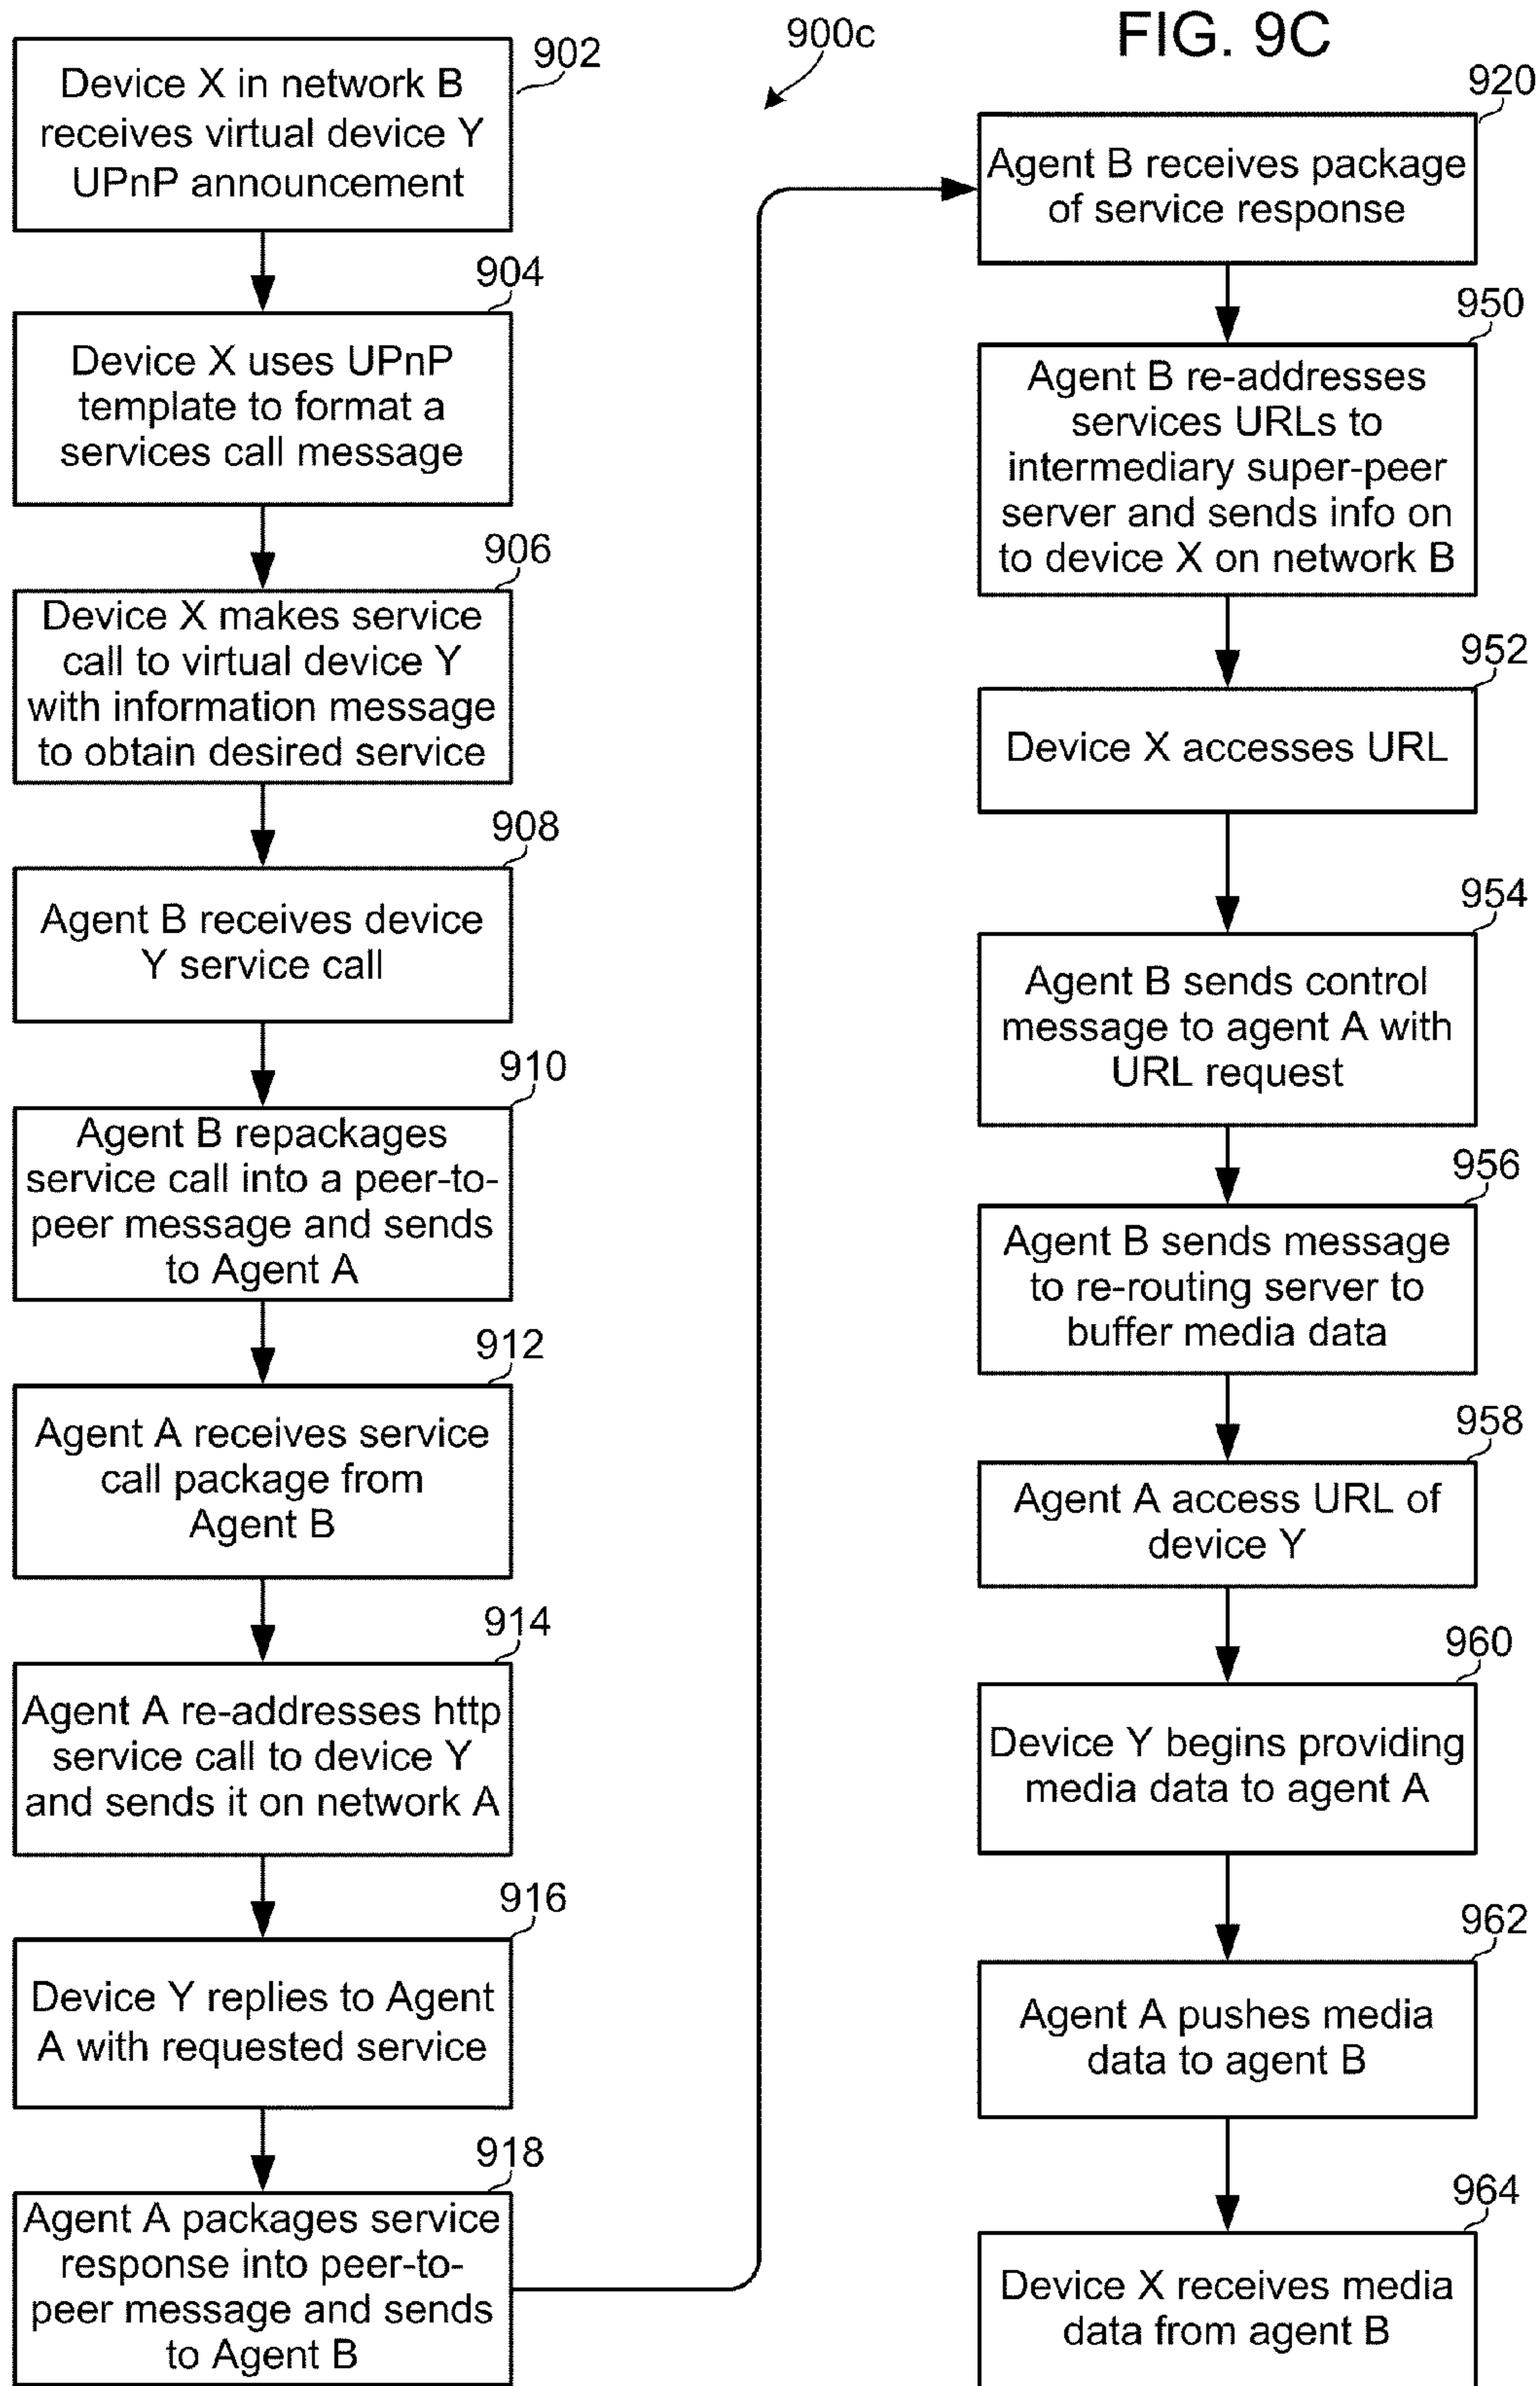 FIG. 9C
900c
902
Device X in network B
receives virtual device Y
UPnP announcement
904
Device X uses UPnP
template to format a
services call message
906
Device X makes service
call to virtual device Y
with information message
to obtain desired service
908
Agent B receives device
Y service call
910
Agent B repackages
service call into a peer-to-
peer message and sends
to Agent A
912
Agent A receives service
call package from
Agent B
914
Agent A re-addresses http
service call to device Y
and sends it on network A
916
Device Y replies to Agent
A with requested service
918
Agent A packages service
response into peer-to-
peer message and sends
to Agent B
920
Agent B receives package
of service response
950
Agent B re-addresses
services URLs to
intermediary super-peer
server and sends info on
to device X on network B
952
Device X accesses URL
954
Agent B sends control
message to agent A with
URL request
956
Agent B sends message
to re-routing server to
buffer media data
958
Agent A access URL of
device Y
960
Device Y begins providing
media data to agent A
962
Agent A pushes media
data to agent B
964
Device X receives media
data from agent B